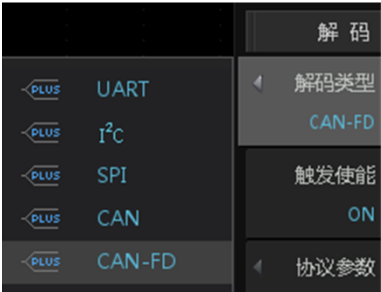 解 码
PLUS UART
PLUS I²C
PLUS SPI
PLUS CAN
PLUS CAN-FD
解码类型
CAN-FD
触发使能
ON
协议参数